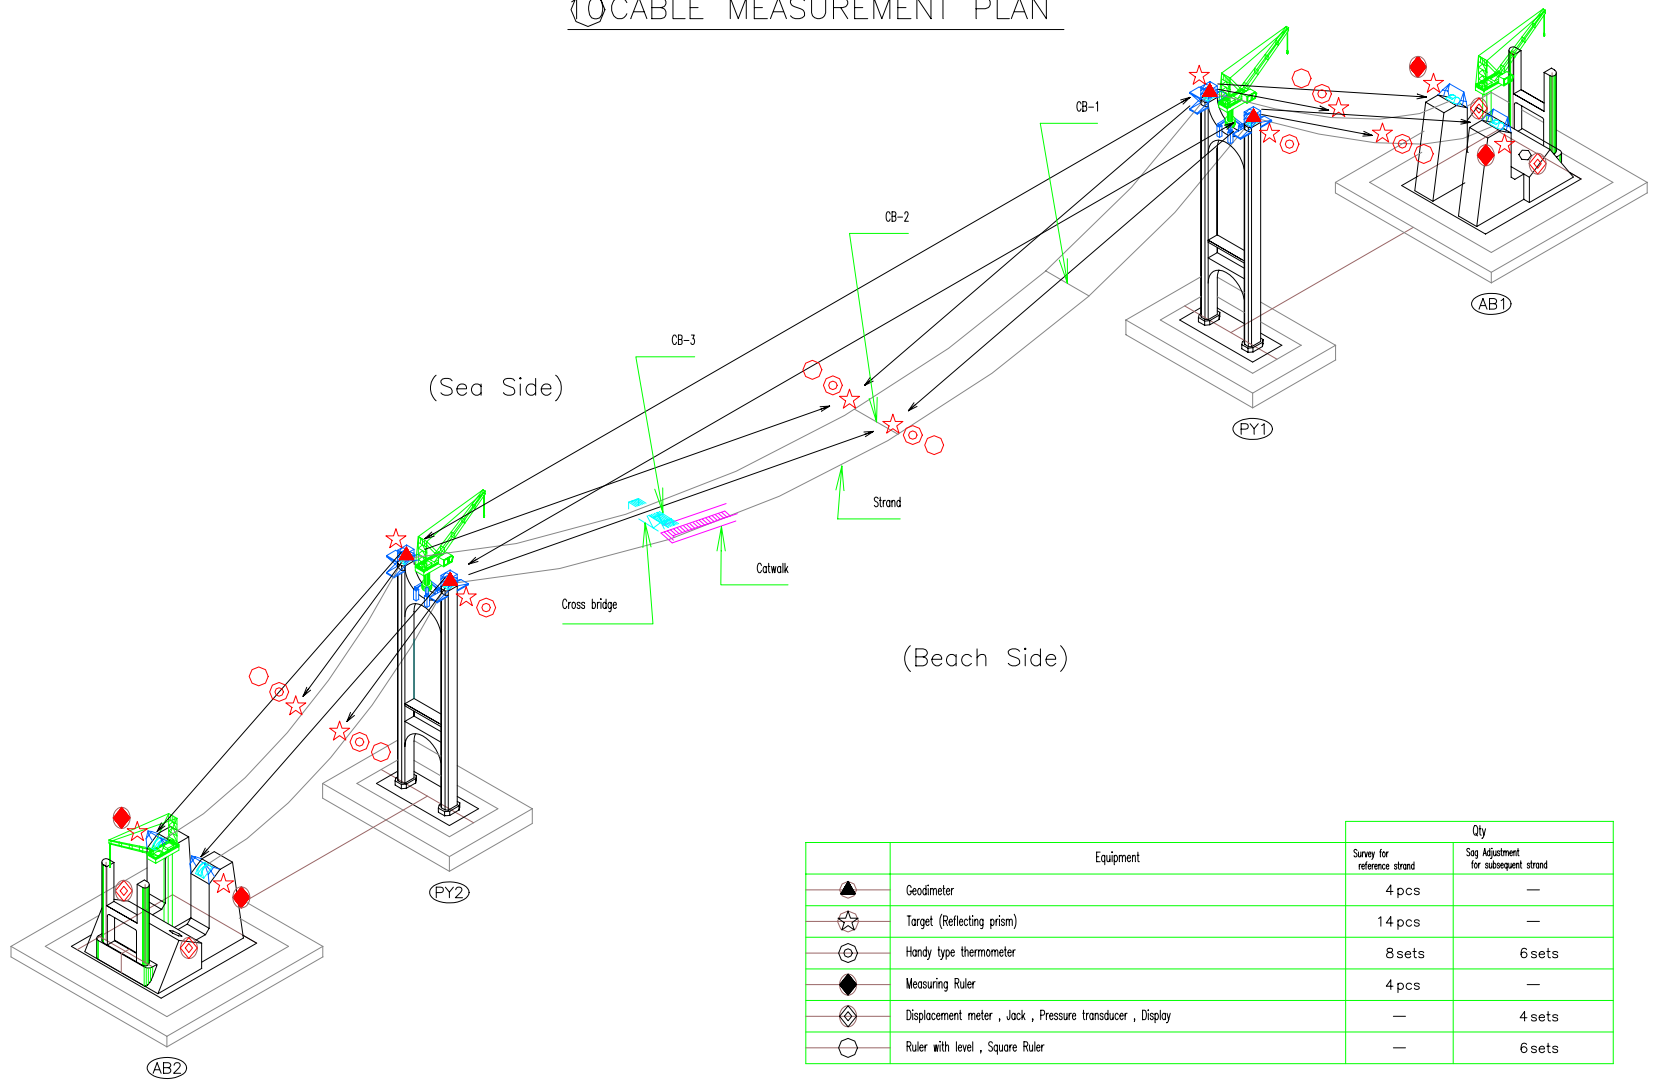 10 CABLE MEASUREMENT PLAN
CB-1
CB-2
CB-3
(Sea Side)
AB1
PY1
Strand
Catwalk
Cross bridge
(Beach Side)
PY2
AB2
Qty
Equipment
Survey for
reference strand
Sag Adjustment
for subsequent strand
Geodimeter 4 pcs —
Target (Reflecting prism) 14 pcs —
Handy type thermometer 8 sets 6 sets
Measuring Ruler 4 pcs —
Displacement meter , Jack , Pressure transducer , Display — 4 sets
Ruler with level , Square Ruler — 6 sets